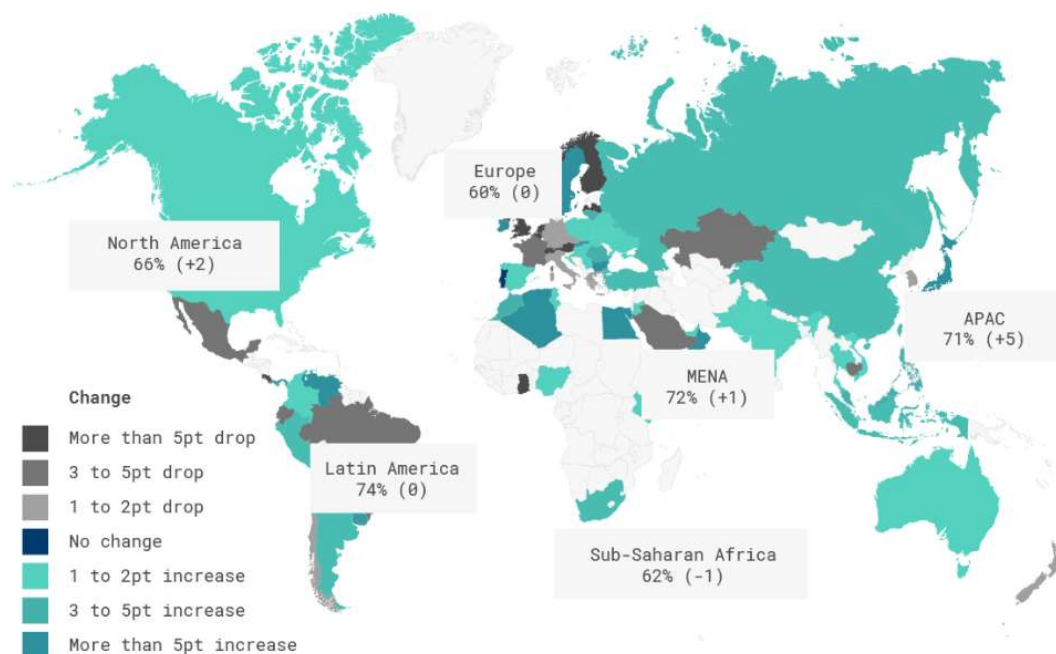 Europe
60% (0)
North America
66% (+2)
APAC
71% (+5)
MENA
72% (+1)
Change
More than 5pt drop
3 to 5pt drop
1 to 2pt drop
No change
1 to 2pt increase
3 to 5pt increase
More than 5pt increase
Latin America
74% (0)
Sub-Saharan Africa
62% (-1)